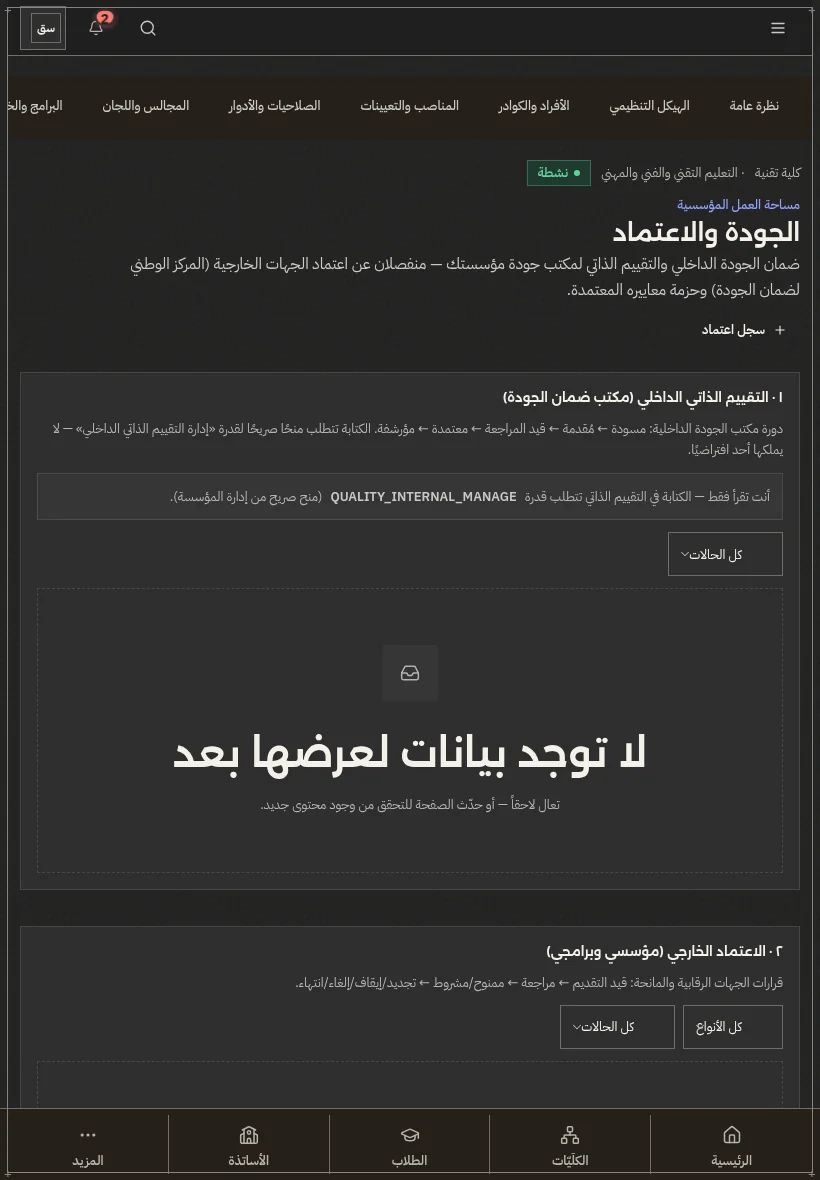 سق
2
نظرة عامة
الهيكل التنظيمي
الأفراد والكوادر
المناصب والتعيينات
الصلاحيات والأدوار
المجالس واللجان
البرامج والخ
كلية تقنية · التعليم التقني والفني والمهني
نشطة
مساحة العمل المؤسسية
الجودة والاعتماد
ضمان الجودة الداخلي والتقييم الذاتي لمكتب جودة مؤسستك — منفصلان عن اعتماد الجهات الخارجية (المركز الوطني
لضمان الجودة) وحزمة معاييره المعتمدة.
+ سجل اعتماد
١ · التقييم الذاتي الداخلي (مكتب ضمان الجودة)
دورة مكتب الجودة الداخلية: مسودة ← مُقدمة ← قيد المراجعة ← معتمدة ← مؤرشفة. الكتابة تتطلب منحًا صريحًا لقدرة «إدارة التقييم الذاتي الداخلي» — لا
يملكها أحد افتراضيًا.
أنت تقرأ فقط — الكتابة في التقييم الذاتي تتطلب قدرة QUALITY_INTERNAL_MANAGE (منح صريح من إدارة المؤسسة).
كل الحالات
لا توجد بيانات لعرضها بعد
تعال لاحقاً — أو حدّث الصفحة للتحقق من وجود محتوى جديد.
٢ · الاعتماد الخارجي (مؤسسي وبرامجي)
قرارات الجهات الرقابية والمانحة: قيد التقديم ← مراجعة ← ممنوح/مشروط ← تجديد/إيقاف/إلغاء/انتهاء.
كل الأنواع
كل الحالات
الرئيسية
الكليّات
الطلاب
الأساتذة
المزيد